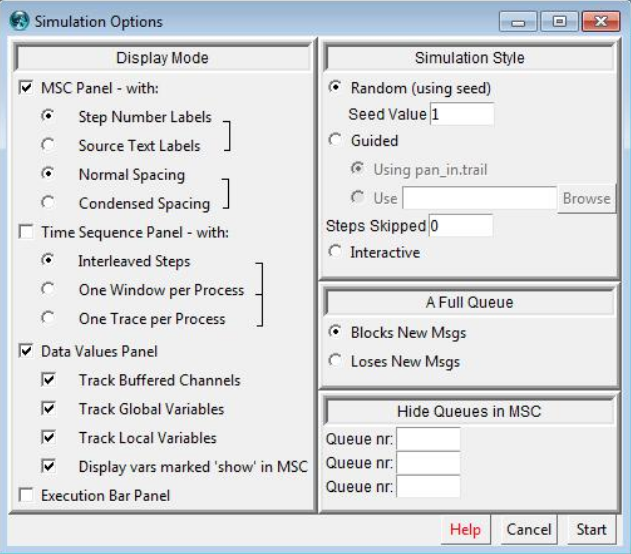 Simulation Options
Display Mode
MSC Panel - with:
Step Number Labels
Source Text Labels
Normal Spacing
Condensed Spacing
Time Sequence Panel - with:
Interleaved Steps
One Window per Process
One Trace per Process
Data Values Panel
Track Buffered Channels
Track Global Variables
Track Local Variables
Display vars marked 'show' in MSC
Execution Bar Panel
Simulation Style
Random (using seed)
Seed Value 1
Guided
Using pan_in.trail
Use Browse
Steps Skipped 0
Interactive
A Full Queue
Blocks New Msgs
Loses New Msgs
Hide Queues in MSC
Queue nr:
Queue nr:
Queue nr:
Help Cancel Start